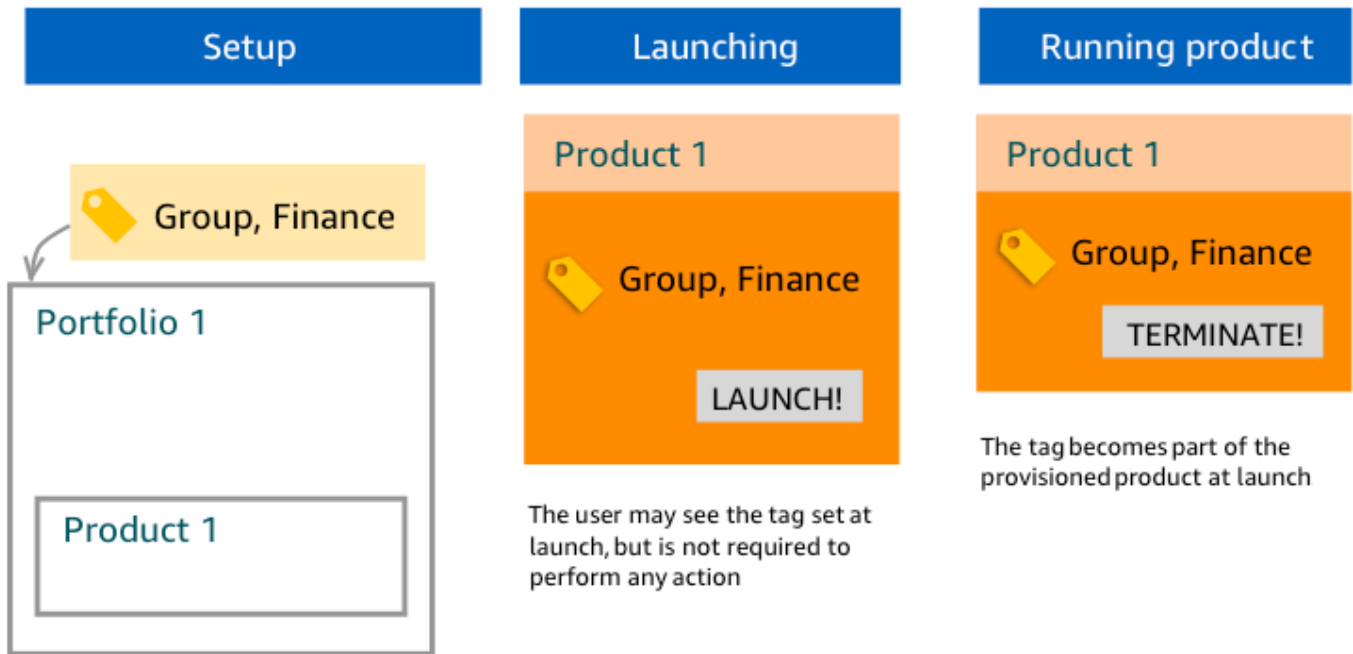 Setup
Group, Finance
Portfolio 1
Product 1
Launching
Product 1
Group, Finance
LAUNCH!
The user may see the tag set at
launch, but is not required to
perform any action
Running product
Product 1
Group, Finance
TERMINATE!
The tag becomes part of the
provisioned product at launch